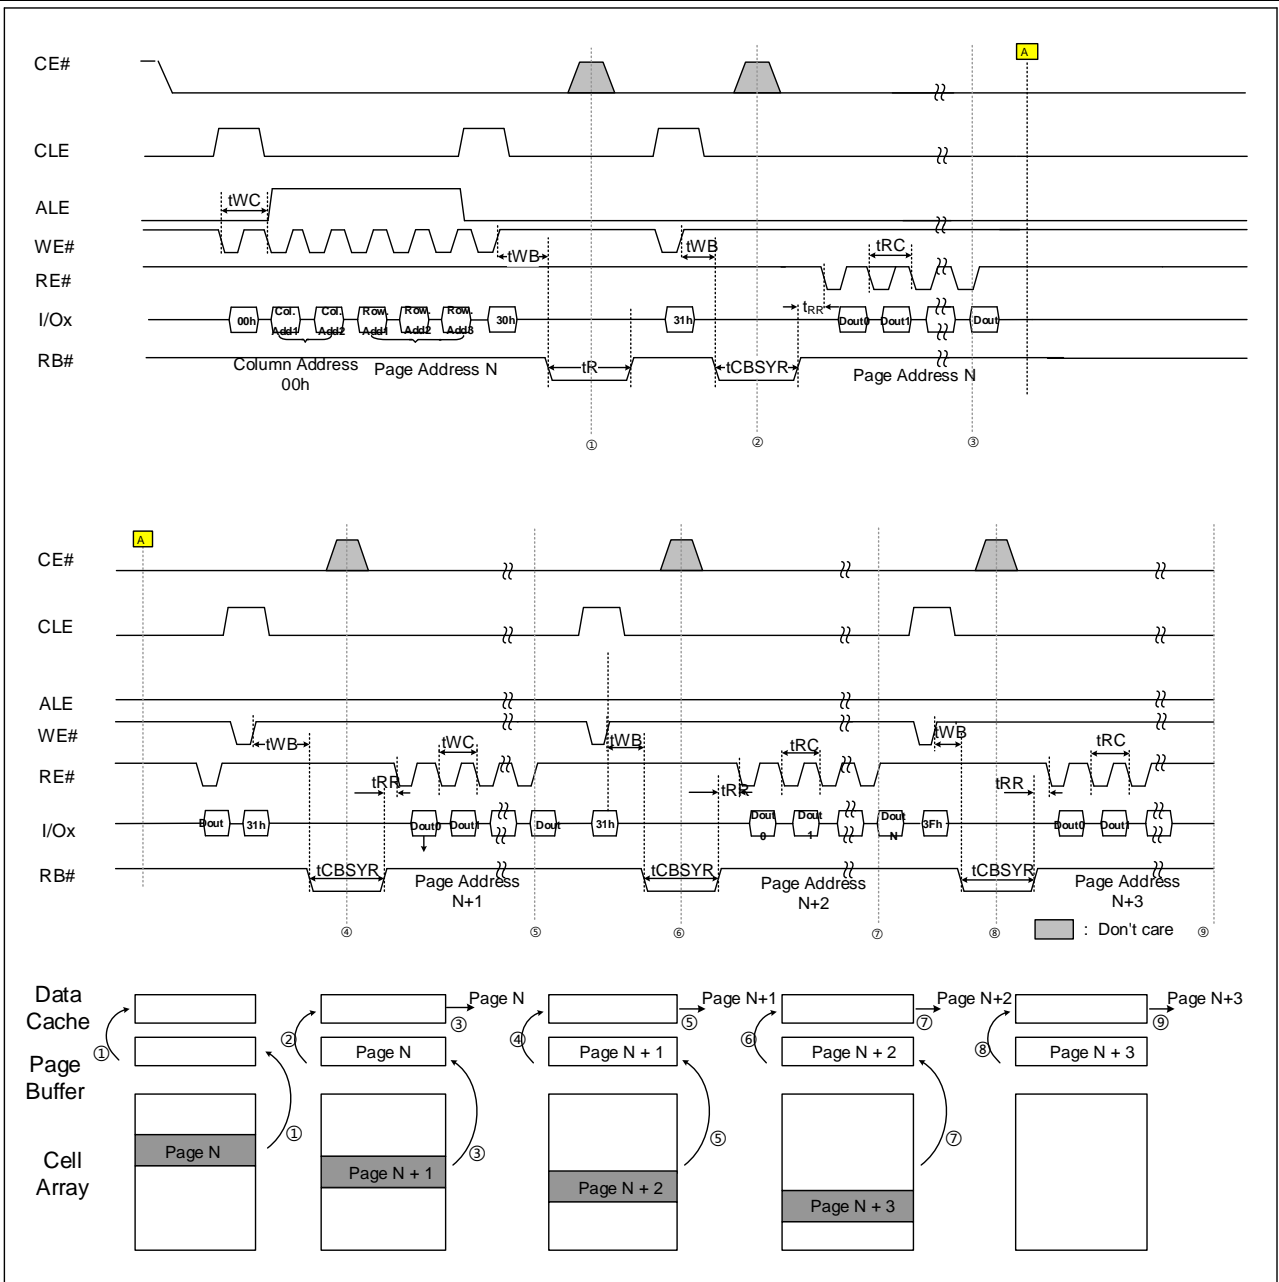 CE#
A
CLE
ALE
tWC
WE#
tWB
tWB
tRC
RE#
tRR
I/Ox
00h
Col. Add1
Col. Add2
Row. Add1
Row. Add2
Row. Add3
30h
31h
Dout0
Dout1
Dout
RB#
Column Address
00h
Page Address N
tR
tCBSYR
Page Address N
①
②
③
A
CE#
CLE
ALE
WE#
tWB
tWC
tWB
tRC
tWB
tRC
RE#
tRR
tRR
tRR
I/Ox
Dout
31h
Dout0
Dout1
Dout
31h
Dout 0
Dout 1
Dout N
3Fh
Dout0
Dout1
RB#
tCBSYR
Page Address
N+1
tCBSYR
Page Address
N+2
tCBSYR
Page Address
N+3
: Don't care
④
⑤
⑥
⑦
⑧
⑨
Data
Cache
Page N
Page N+1
Page N+2
Page N+3
③
⑤
⑦
⑨
①
②
④
⑥
⑧
Page
Buffer
Page N
Page N + 1
Page N + 2
Page N + 3
①
③
⑤
⑦
Cell
Array
Page N
Page N + 1
Page N + 2
Page N + 3